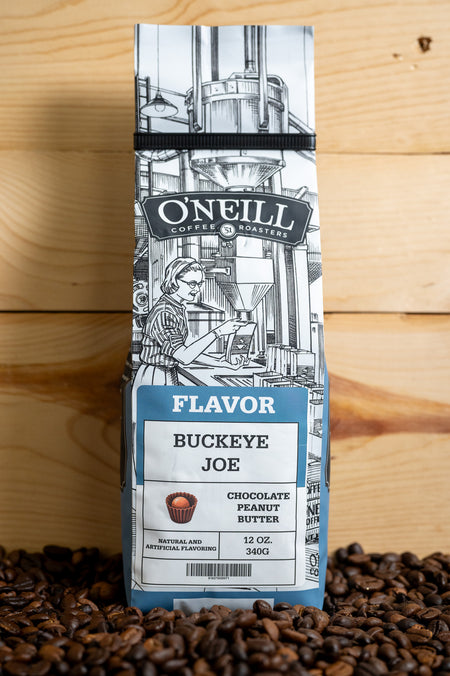 O'NEILL
COFFEE '51 ROASTERS
FLAVOR
BUCKEYE
JOE
CHOCOLATE
PEANUT
BUTTER
NATURAL AND
ARTIFICIAL FLAVORING
12 OZ.
340G